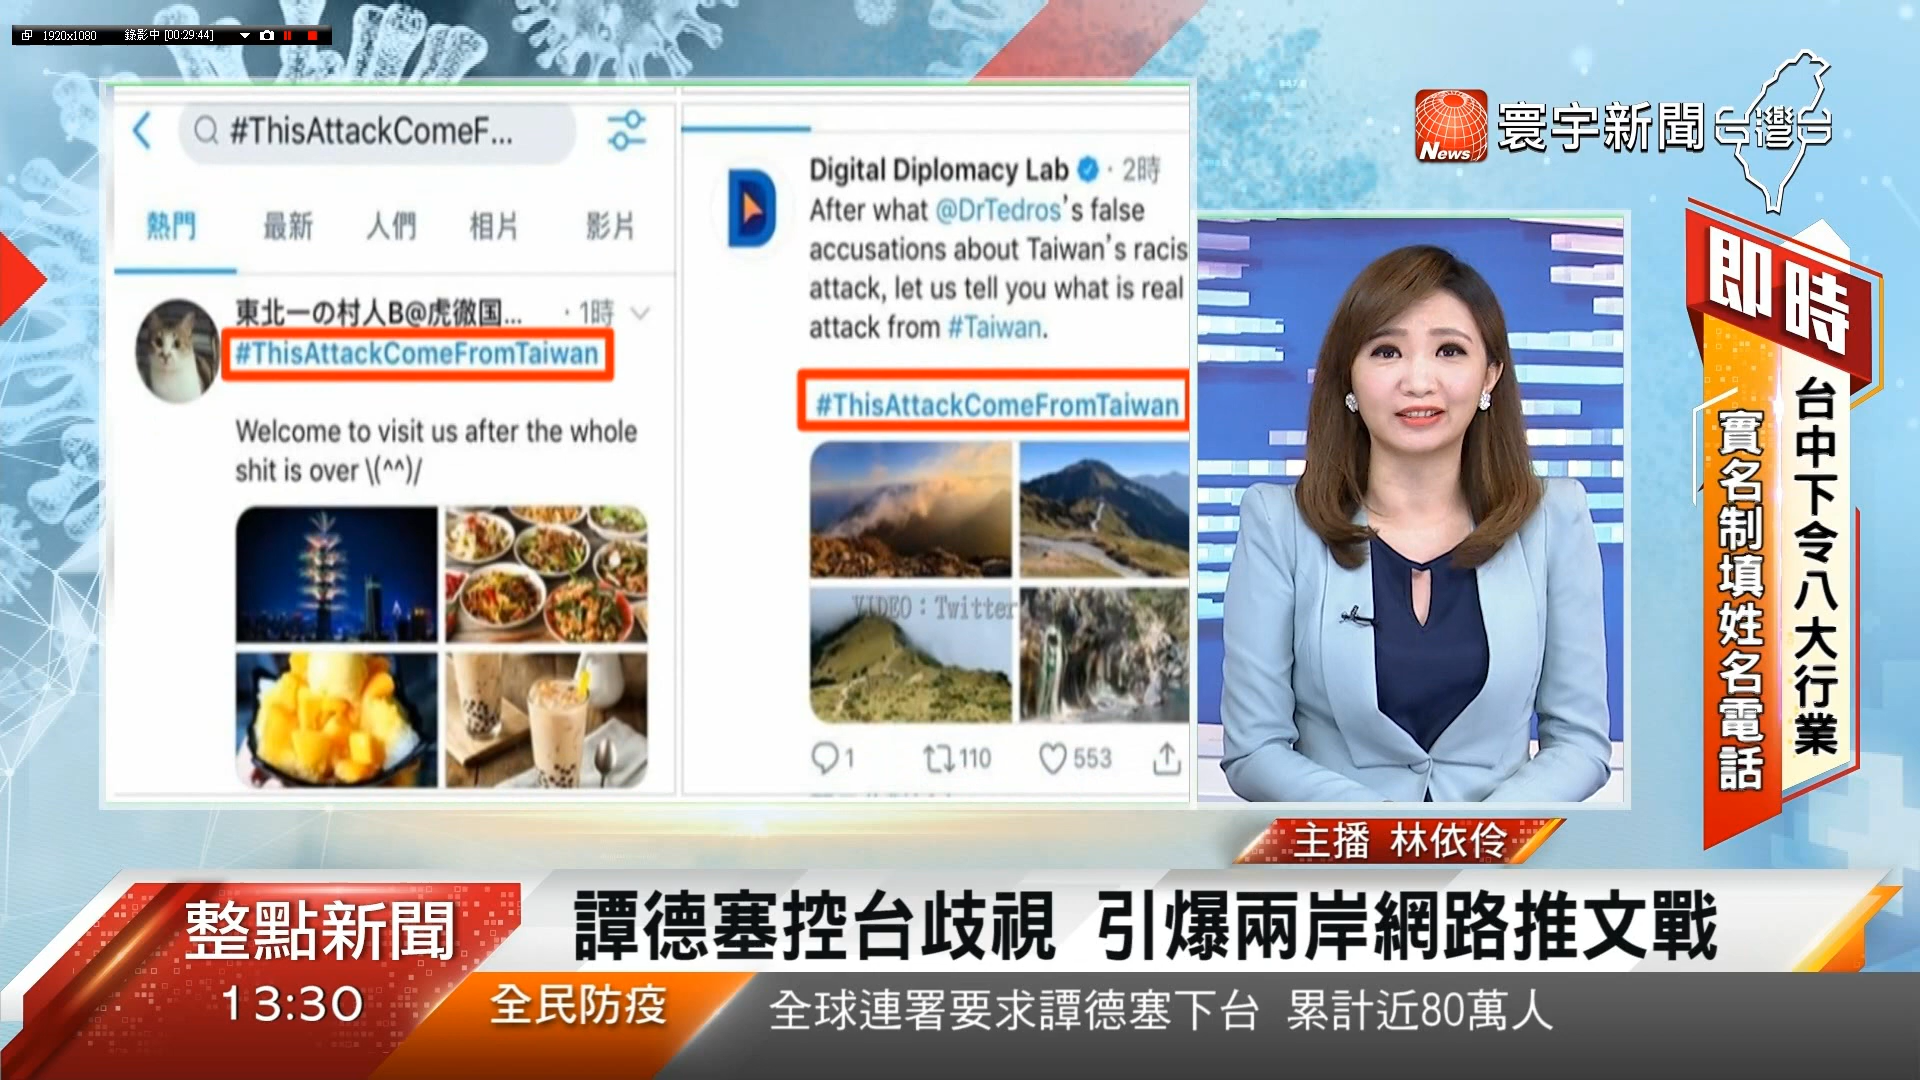 1920x1080 錄影中 [00:29:44]
#ThisAttackComeF...
熱門 最新 人們 相片 影片
東北一の村人B@虎徹国... · 1時
#ThisAttackComeFromTaiwan
Welcome to visit us after the whole
shit is over \(^^)/
Digital Diplomacy Lab · 2時
After what @DrTedros's false
accusations about Taiwan's racis
attack, let us tell you what is real
attack from #Taiwan.
#ThisAttackComeFromTaiwan
VIDEO：Twitter
1 110 553
News
寰宇新聞
台灣
即時
台中下令八大行業
實名制填姓名電話
主播 林依伶
整點新聞
譚德塞控台歧視 引爆兩岸網路推文戰
13:30
全民防疫
全球連署要求譚德塞下台 累計近80萬人